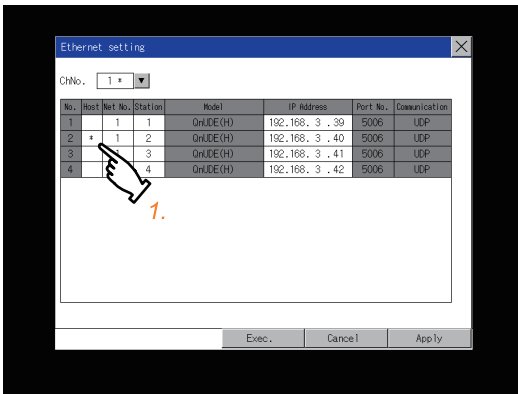 Ethernet setting
ChNo. 1 *
No. Host Net No. Station Model IP Address Port No. Communication
1 1 1 QnUDE(H) 192.168. 3 .39 5006 UDP
2 * 1 2 QnUDE(H) 192.168. 3 .40 5006 UDP
3 1 3 QnUDE(H) 192.168. 3 .41 5006 UDP
4 4 QnUDE(H) 192.168. 3 .42 5006 UDP
1.
Exec. Cancel Apply